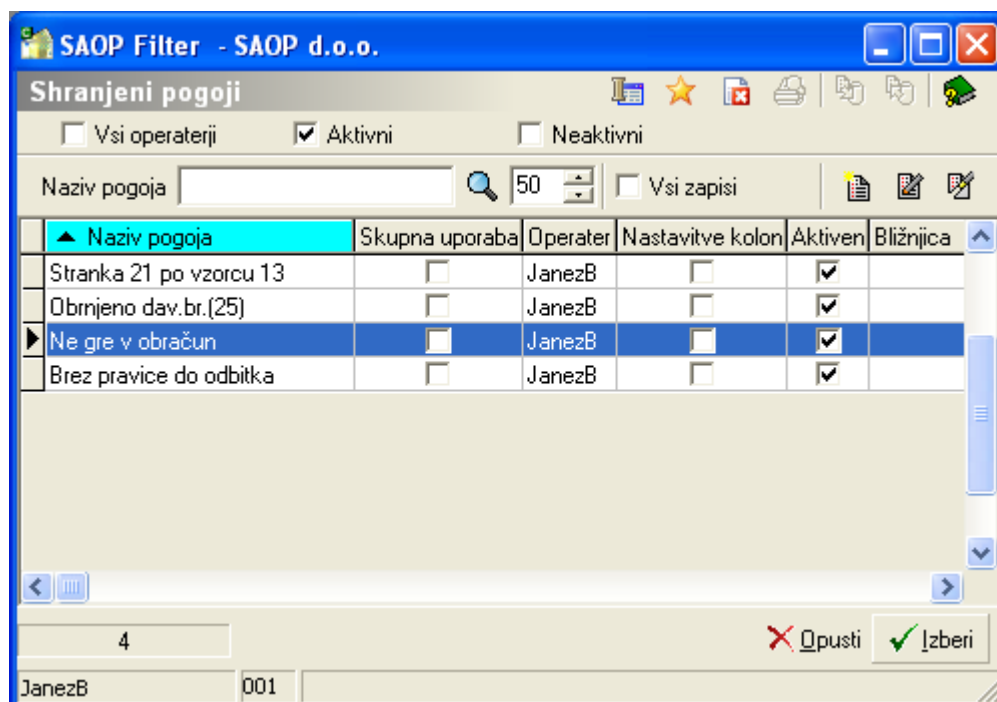 SAOP Filter - SAOP d.o.o.
Shranjeni pogoji
Vsi operaterji Aktivni Neaktivni
Naziv pogoja 50 Vsi zapisi
Naziv pogoja Skupna uporaba Operater Nastavitve kolon Aktiven Bližnjica
Stranka 21 po vzorcu 13 JanezB
Obrnjeno dav.br.(25) JanezB
Ne gre v obračun JanezB
Brez pravice do odbitka JanezB
4 Opusti Izberi
JanezB 001